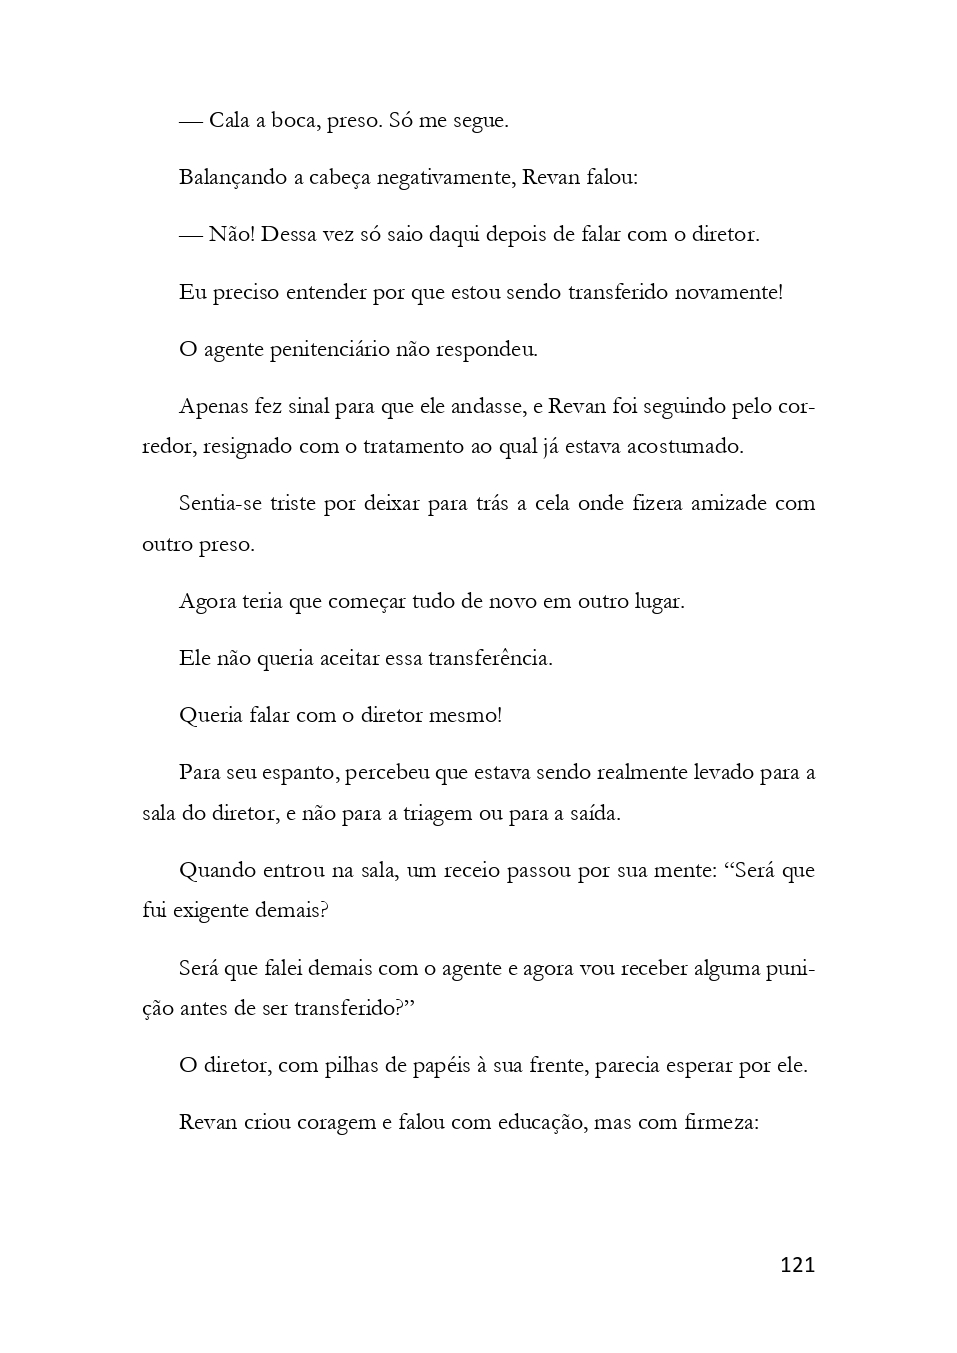 — Cala a boca, preso. Só me segue.
Balançando a cabeça negativamente, Revan falou:
— Não! Dessa vez só saio daqui depois de falar com o diretor.
Eu preciso entender por que estou sendo transferido novamente!
O agente penitenciário não respondeu.
Apenas fez sinal para que ele andasse, e Revan foi seguindo pelo cor-
redor, resignado com o tratamento ao qual já estava acostumado.
Sentia-se triste por deixar para trás a cela onde fizera amizade com
outro preso.
Agora teria que começar tudo de novo em outro lugar.
Ele não queria aceitar essa transferência.
Queria falar com o diretor mesmo!
Para seu espanto, percebeu que estava sendo realmente levado para a
sala do diretor, e não para a triagem ou para a saída.
Quando entrou na sala, um receio passou por sua mente: “Será que
fui exigente demais?
Será que falei demais com o agente e agora vou receber alguma puni-
ção antes de ser transferido?”
O diretor, com pilhas de papéis à sua frente, parecia esperar por ele.
Revan criou coragem e falou com educação, mas com firmeza:
121